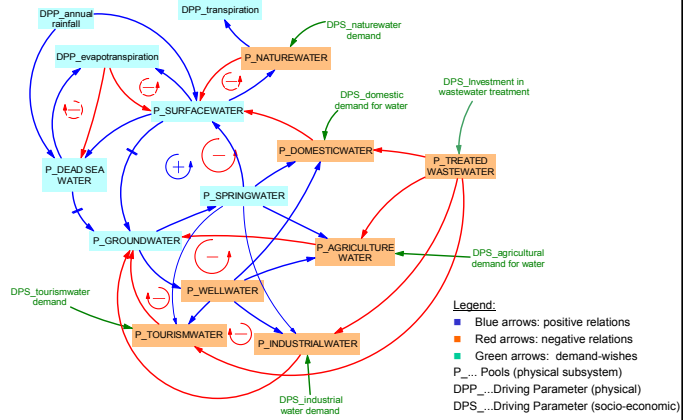 DPP_annual
rainfall
DPP_transpiration
DPS_naturewater
demand
DPP_evapotranspiration
P_NATUREWATER
DPS_domestic
demand for water
DPS_Investment in
wastewater treatment
P_SURFACEWATER
P_DOMESTICWATER
P_TREATED
WASTEWATER
P_DEAD SEA
WATER
P_SPRINGWATER
P_GROUNDWATER
P_AGRICULTURE
WATER
DPS_agricultural
demand for water
DPS_tourismwater
demand
P_WELLWATER
P_TOURISMWATER
P_INDUSTRIALWATER
DPS_industrial
water demand
Legend:
Blue arrows: positive relations
Red arrows: negative relations
Green arrows: demand-wishes
P_... Pools (physical subsystem)
DPP_...Driving Parameter (physical)
DPS_...Driving Parameter (socio-economic)